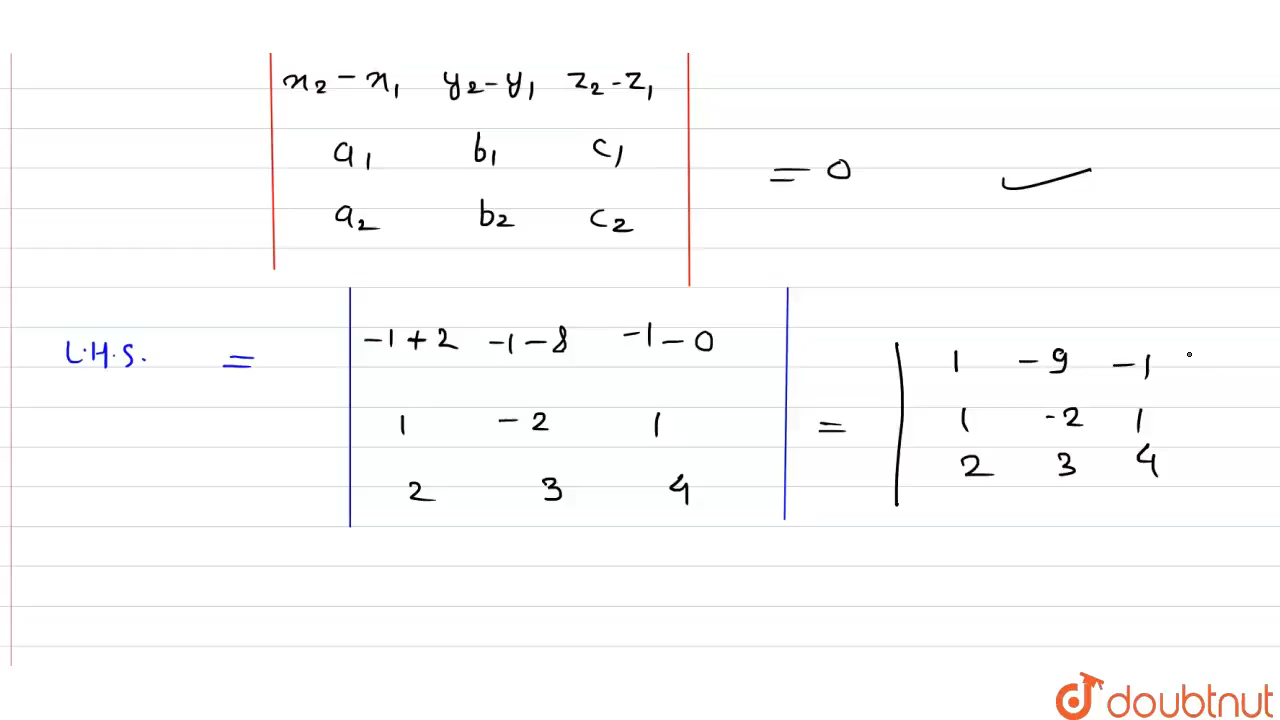 x₂ - x₁ y₂ - y₁ z₂ - z₁
a₁ b₁ c₁
= 0 ✓
a₂ b₂ c₂
L.H.S. = -1 + 2 -1 - 8 -1 - 0
1 -2 1
2 3 4
= 1 -9 -1
1 -2 1
2 3 4
doubtnut